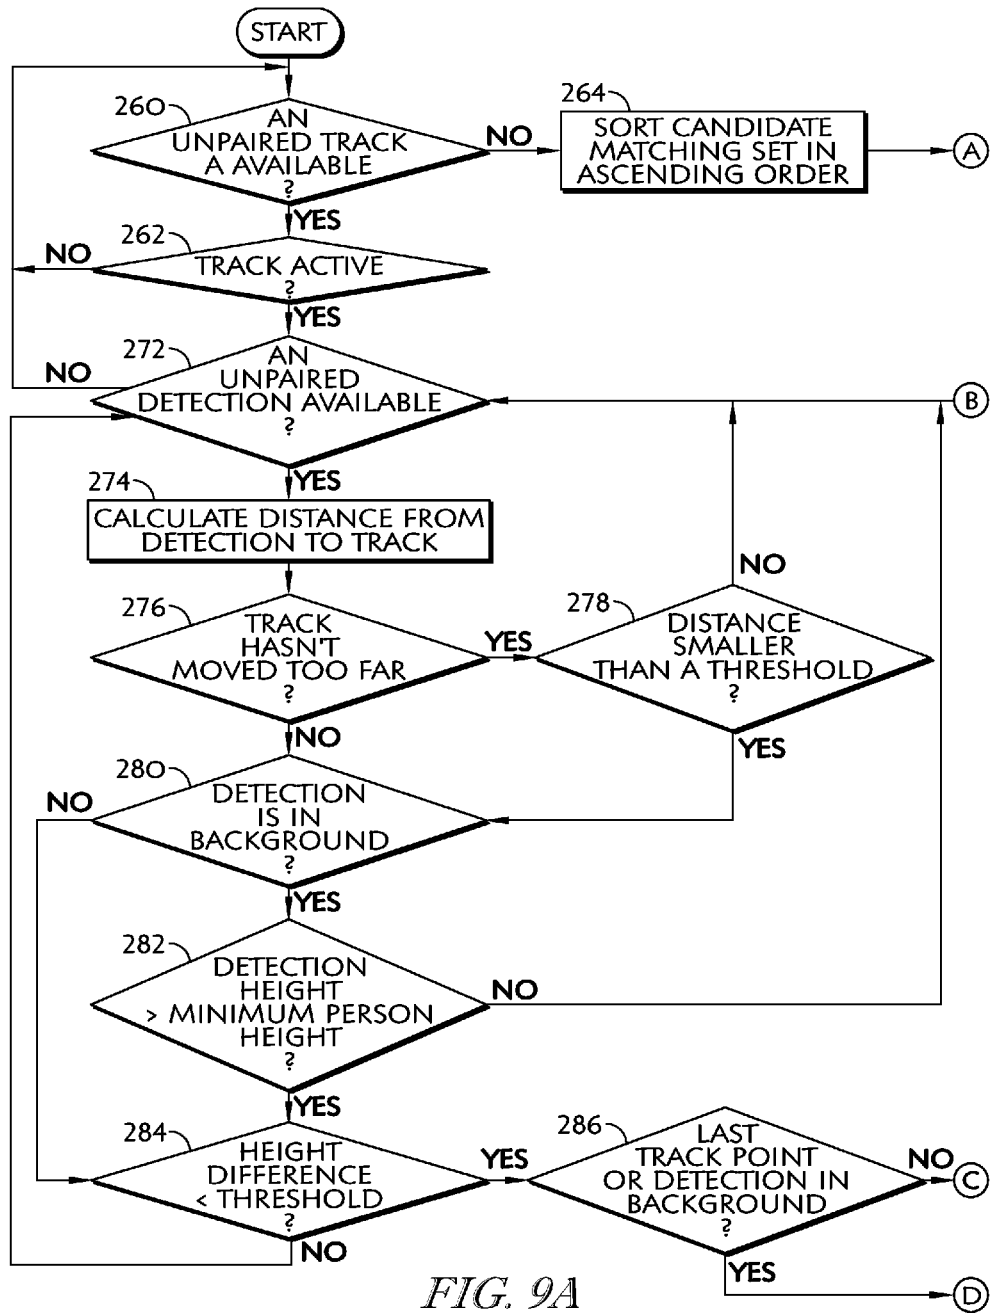 START
260
AN
UNPAIRED TRACK
A AVAILABLE
?
NO
264
SORT CANDIDATE
MATCHING SET IN
ASCENDING ORDER
A
YES
262
NO
TRACK ACTIVE
?
YES
272
NO
AN
UNPAIRED
DETECTION AVAILABLE
?
B
YES
274
CALCULATE DISTANCE FROM
DETECTION TO TRACK
NO
276
TRACK
HASN'T
MOVED TOO FAR
?
YES
278
DISTANCE
SMALLER
THAN A THRESHOLD
?
NO
YES
280
NO
DETECTION
IS IN
BACKGROUND
?
YES
282
DETECTION
HEIGHT
> MINIMUM PERSON
HEIGHT
?
NO
YES
284
HEIGHT
DIFFERENCE
< THRESHOLD
?
YES
286
LAST
TRACK POINT
OR DETECTION IN
BACKGROUND
?
NO
C
NO
YES
D
FIG. 9A